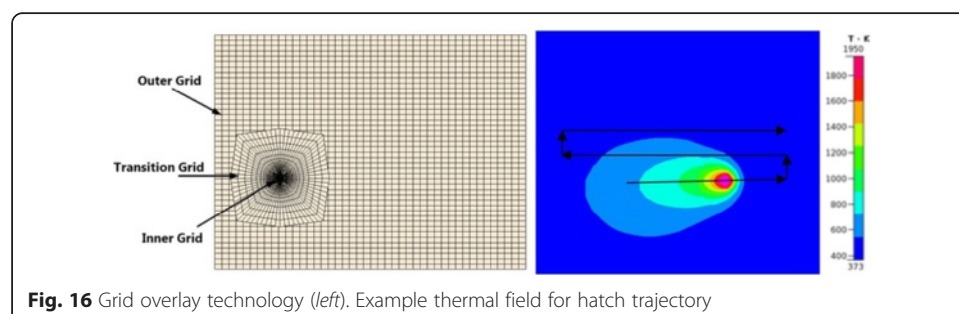 Outer Grid
Transition Grid
Inner Grid
T - K
1950
1800
1600
1400
1200
1000
800
600
400
373
Fig. 16 Grid overlay technology (left). Example thermal field for hatch trajectory